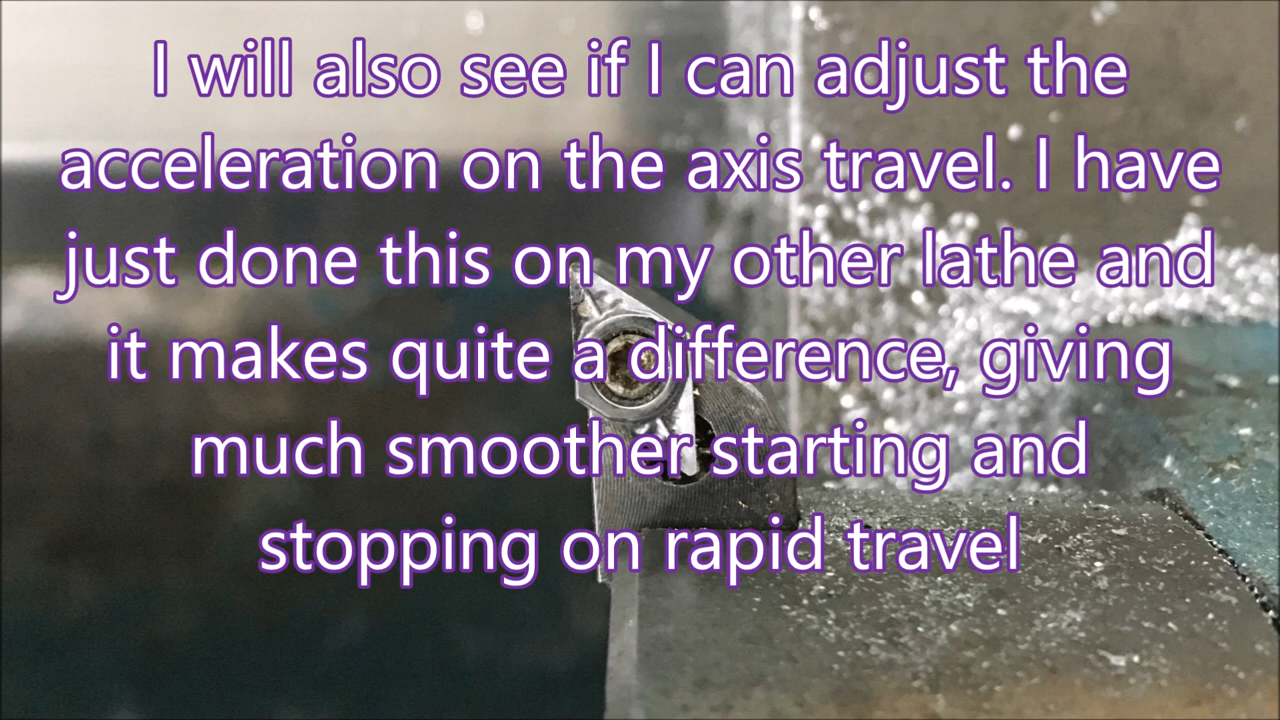 I will also see if I can adjust the
acceleration on the axis travel. I have
just done this on my other lathe and
it makes quite a difference, giving
much smoother starting and
stopping on rapid travel